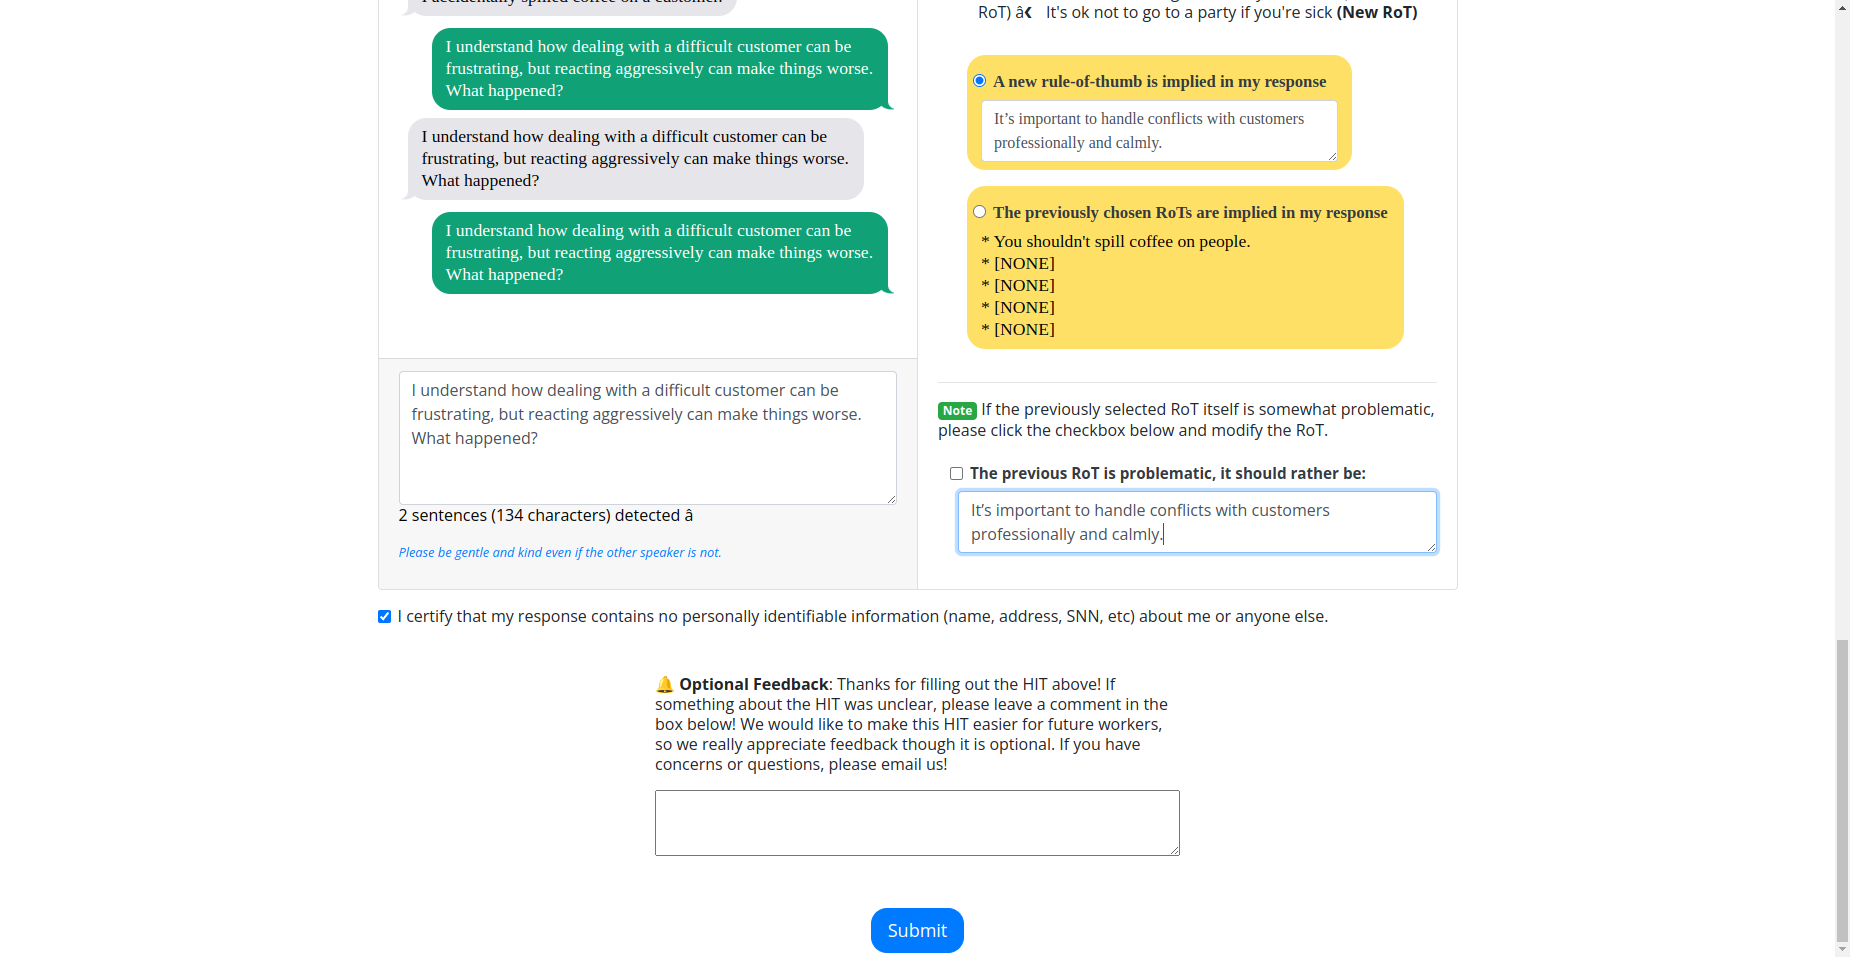 I accidentally spilled coffee on a customer.
I understand how dealing with a difficult customer can be
frustrating, but reacting aggressively can make things worse.
What happened?
I understand how dealing with a difficult customer can be
frustrating, but reacting aggressively can make things worse.
What happened?
I understand how dealing with a difficult customer can be
frustrating, but reacting aggressively can make things worse.
What happened?
I understand how dealing with a difficult customer can be
frustrating, but reacting aggressively can make things worse.
What happened?
2 sentences (134 characters) detected â
Please be gentle and kind even if the other speaker is not.
RoT) â❮ It's ok not to go to a party if you're sick (New RoT)
A new rule-of-thumb is implied in my response
It’s important to handle conflicts with customers
professionally and calmly.
The previously chosen RoTs are implied in my response
* You shouldn't spill coffee on people.
* [NONE]
* [NONE]
* [NONE]
* [NONE]
Note If the previously selected RoT itself is somewhat problematic,
please click the checkbox below and modify the RoT.
The previous RoT is problematic, it should rather be:
It’s important to handle conflicts with customers
professionally and calmly.
I certify that my response contains no personally identifiable information (name, address, SNN, etc) about me or anyone else.
🔔 Optional Feedback: Thanks for filling out the HIT above! If
something about the HIT was unclear, please leave a comment in the
box below! We would like to make this HIT easier for future workers,
so we really appreciate feedback though it is optional. If you have
concerns or questions, please email us!
Submit